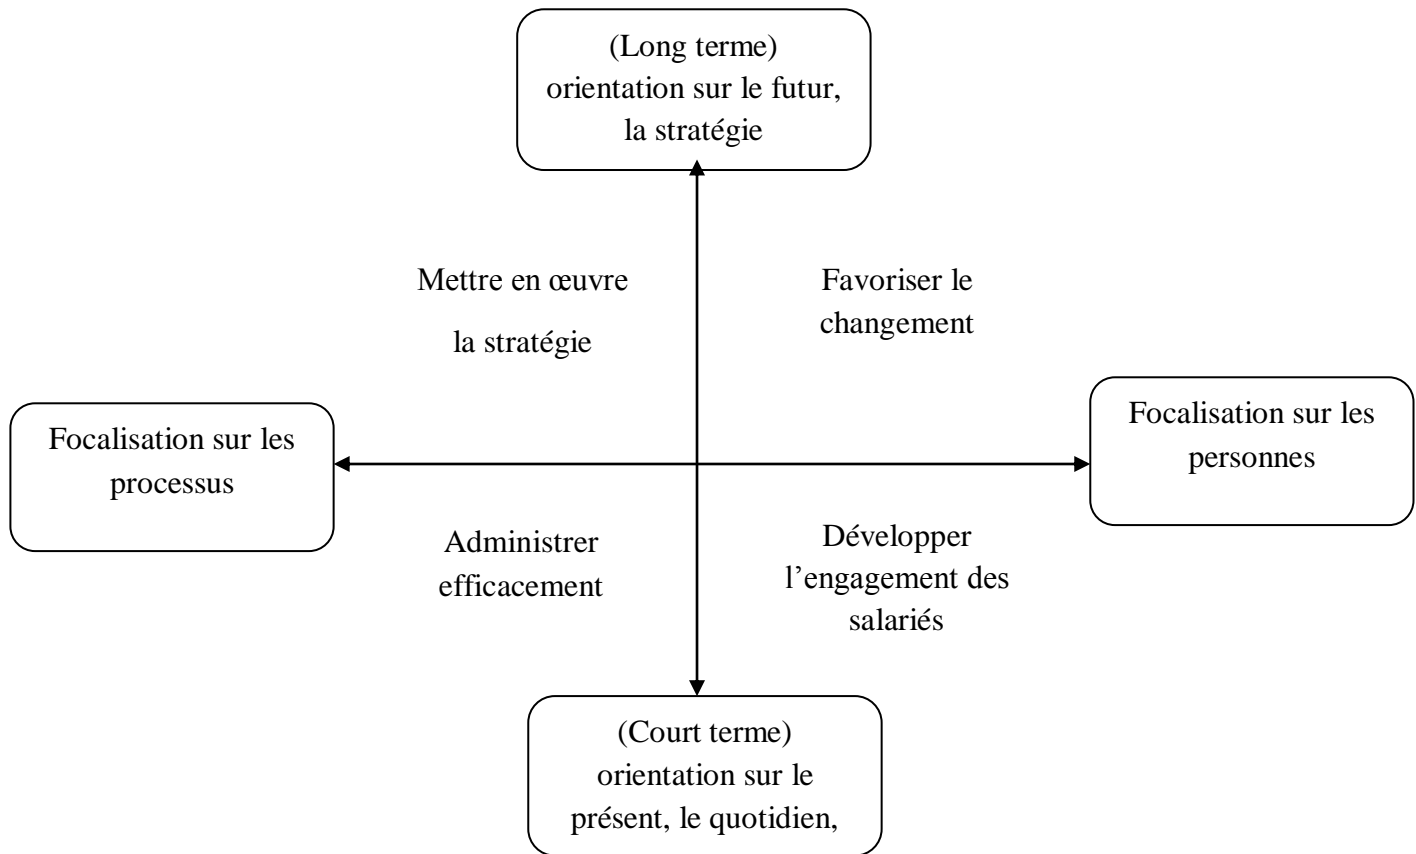 (Long terme)
orientation sur le futur,
la stratégie
Mettre en œuvre
la stratégie
Favoriser le
changement
Focalisation sur les
processus
Focalisation sur les
personnes
Administrer
efficacement
Développer
l’engagement des
salariés
(Court terme)
orientation sur le
présent, le quotidien,